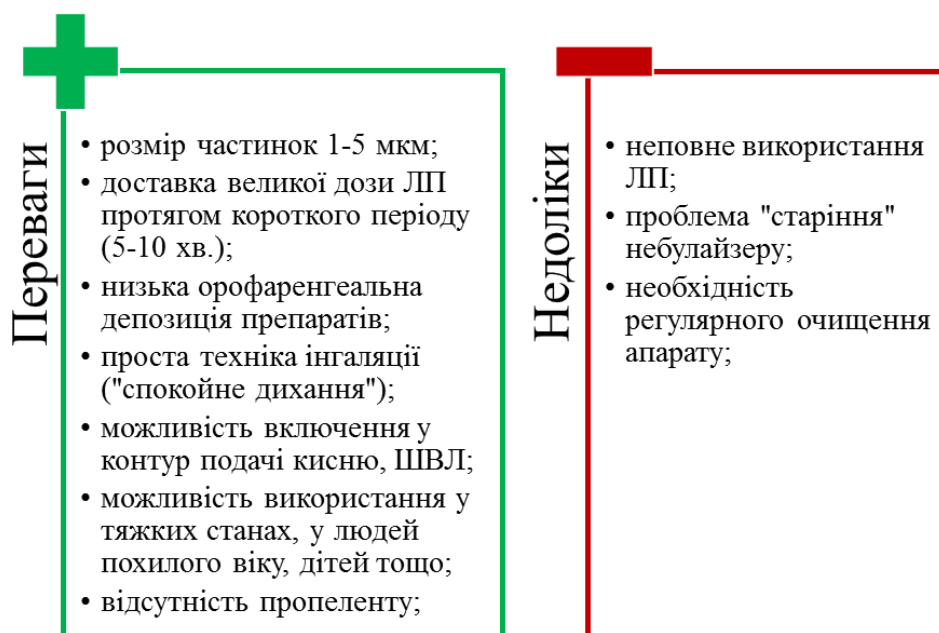 Переваги
• розмір частинок 1-5 мкм;
• доставка великої дози ЛП
протягом короткого періоду
(5-10 хв.);
• низька орофаренгеальна
депозиція препаратів;
• проста техніка інгаляції
("спокойне дихання");
• можливість включення у
контур подачі кисню, ШВЛ;
• можливість використання у
тяжких станах, у людей
похилого віку, дітей тощо;
• відсутність пропеленту;
Недоліки
• неповне використання
ЛП;
• проблема "старіння"
небулайзеру;
• необхідність
регулярного очищення
апарату;